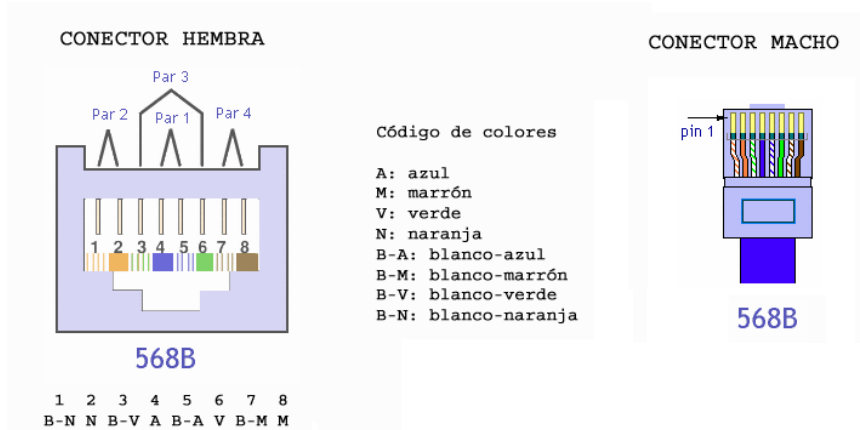 CONECTOR HEMBRA
Par 3
Par 2
Par 1
Par 4
1 2 3 4 5 6 7 8
568B
1 2 3 4 5 6 7 8
B-N N B-V A B-A V B-M M
Código de colores
A: azul
M: marrón
V: verde
N: naranja
B-A: blanco-azul
B-M: blanco-marrón
B-V: blanco-verde
B-N: blanco-naranja
CONECTOR MACHO
pin 1
568B